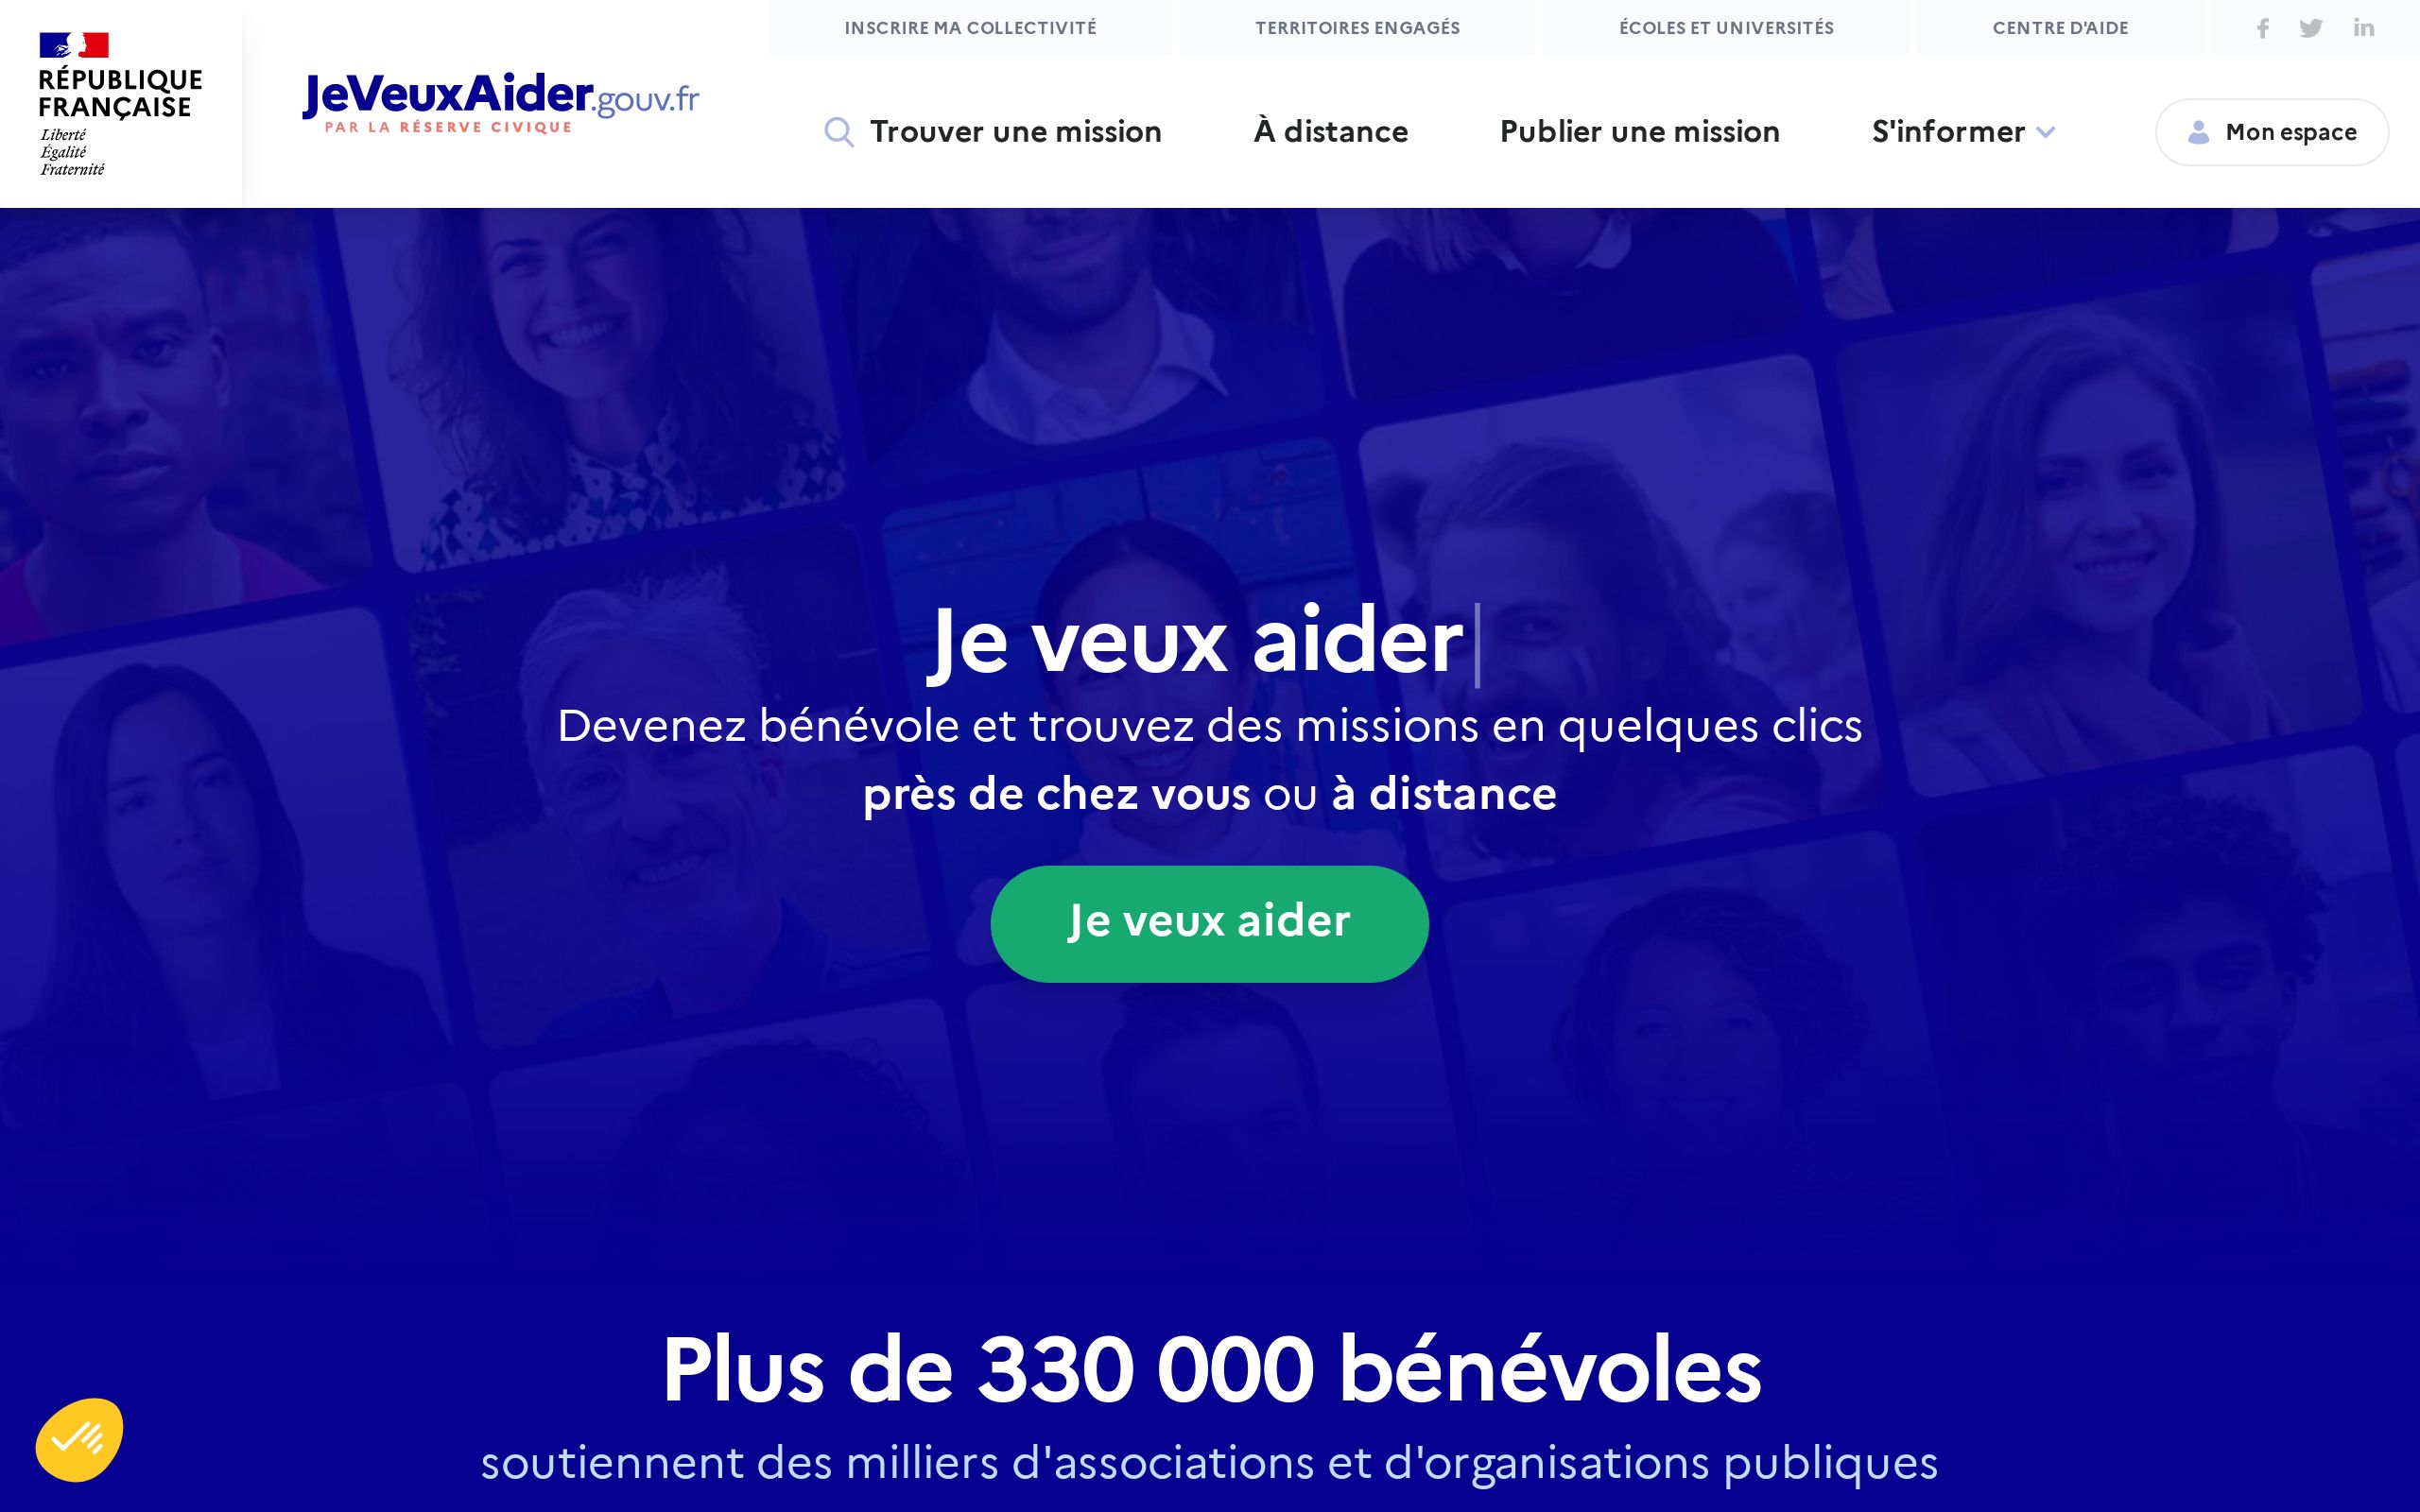 INSCRIRE MA COLLECTIVITÉ
TERRITOIRES ENGAGÉS
ÉCOLES ET UNIVERSITÉS
CENTRE D'AIDE
RÉPUBLIQUE
FRANÇAISE
Liberté
Égalité
Fraternité
JeVeuxAider.gouv.fr
PAR LA RÉSERVE CIVIQUE
Trouver une mission
À distance
Publier une mission
S'informer
Mon espace
Je veux aider
Devenez bénévole et trouvez des missions en quelques clics
près de chez vous ou à distance
Je veux aider
Plus de 330 000 bénévoles
soutiennent des milliers d'associations et d'organisations publiques